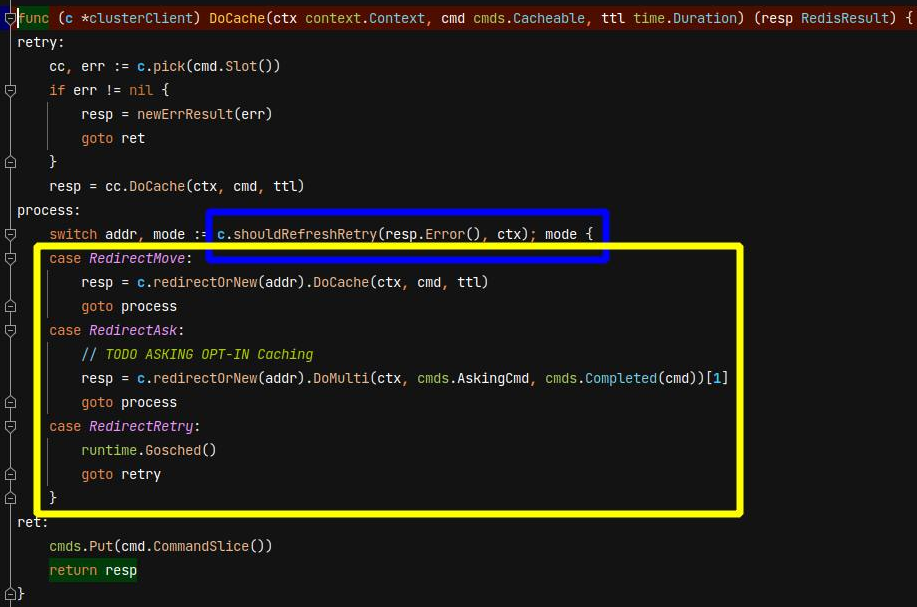 func (c *clusterClient) DoCache(ctx context.Context, cmd cmds.Cacheable, ttl time.Duration) (resp RedisResult) {
retry:
    cc, err := c.pick(cmd.Slot())
    if err != nil {
        resp = newErrResult(err)
        goto ret
    }
    resp = cc.DoCache(ctx, cmd, ttl)
process:
    switch addr, mode := c.shouldRefreshRetry(resp.Error(), ctx); mode {
    case RedirectMove:
        resp = c.redirectOrNew(addr).DoCache(ctx, cmd, ttl)
        goto process
    case RedirectAsk:
        // TODO ASKING OPT-IN Caching
        resp = c.redirectOrNew(addr).DoMulti(ctx, cmds.AskingCmd, cmds.Completed(cmd))[1]
        goto process
    case RedirectRetry:
        runtime.Gosched()
        goto retry
    }
ret:
    cmds.Put(cmd.CommandSlice())
    return resp
}